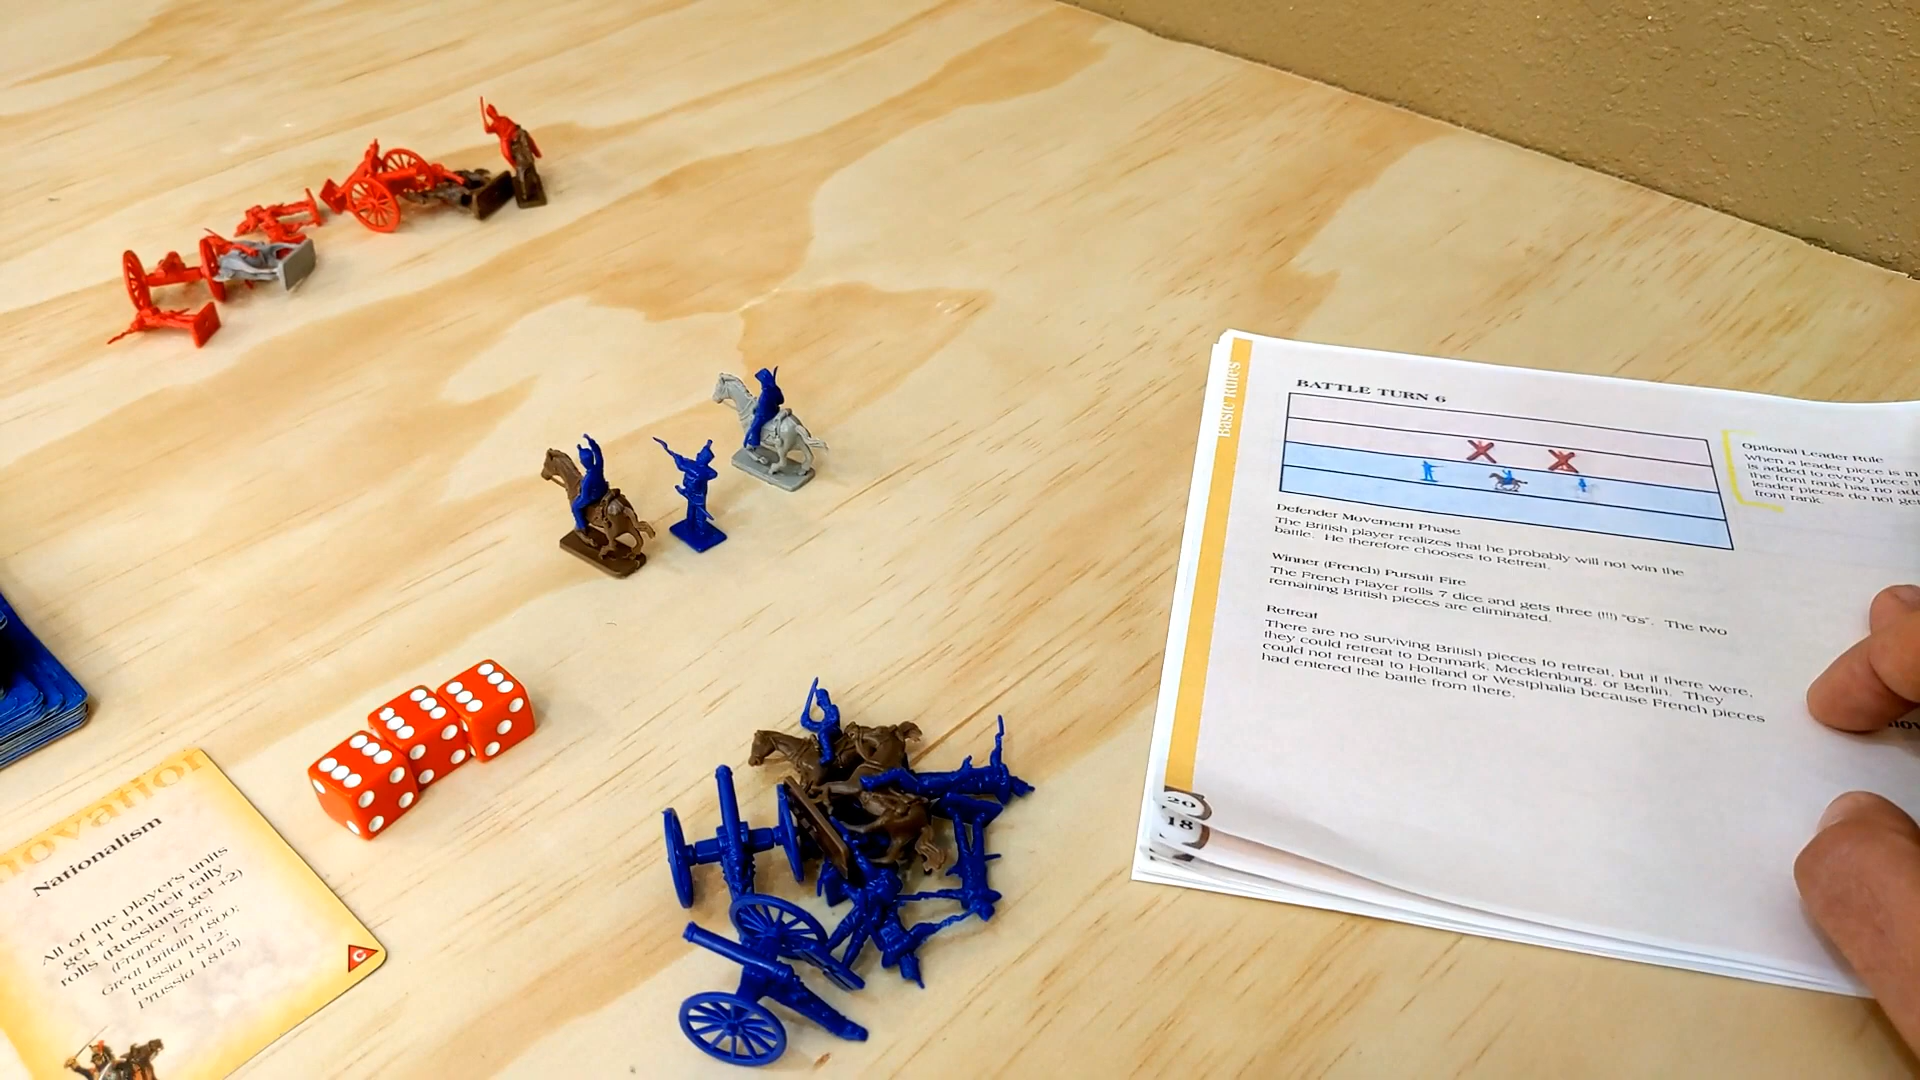 Basic Rules
BATTLE TURN 6
Optional Leader Rule
When a leader piece is in
is added to every piece
the front rank has no
leader pieces do not get
front rank.
Defender Movement Phase
The British player realizes that he probably will not win the
battle. He therefore chooses to Retreat.
Winner (French) Pursuit Fire
The French Player rolls 7 dice and gets three (!!!) "6s". The two
remaining British pieces are eliminated.
Retreat
There are no surviving British pieces to retreat, but if there were,
they could retreat to Denmark, Mecklenburg, or Berlin. They
could not retreat to Holland or Westphalia because French pieces
had entered the battle from there.
20
18
novation
Nationalism
All of the player's units
get +1 on their rally
rolls (Russians get +2)
(France 1796;
Great Britain 1800;
Russia 1812;
Prussia 1813)
C